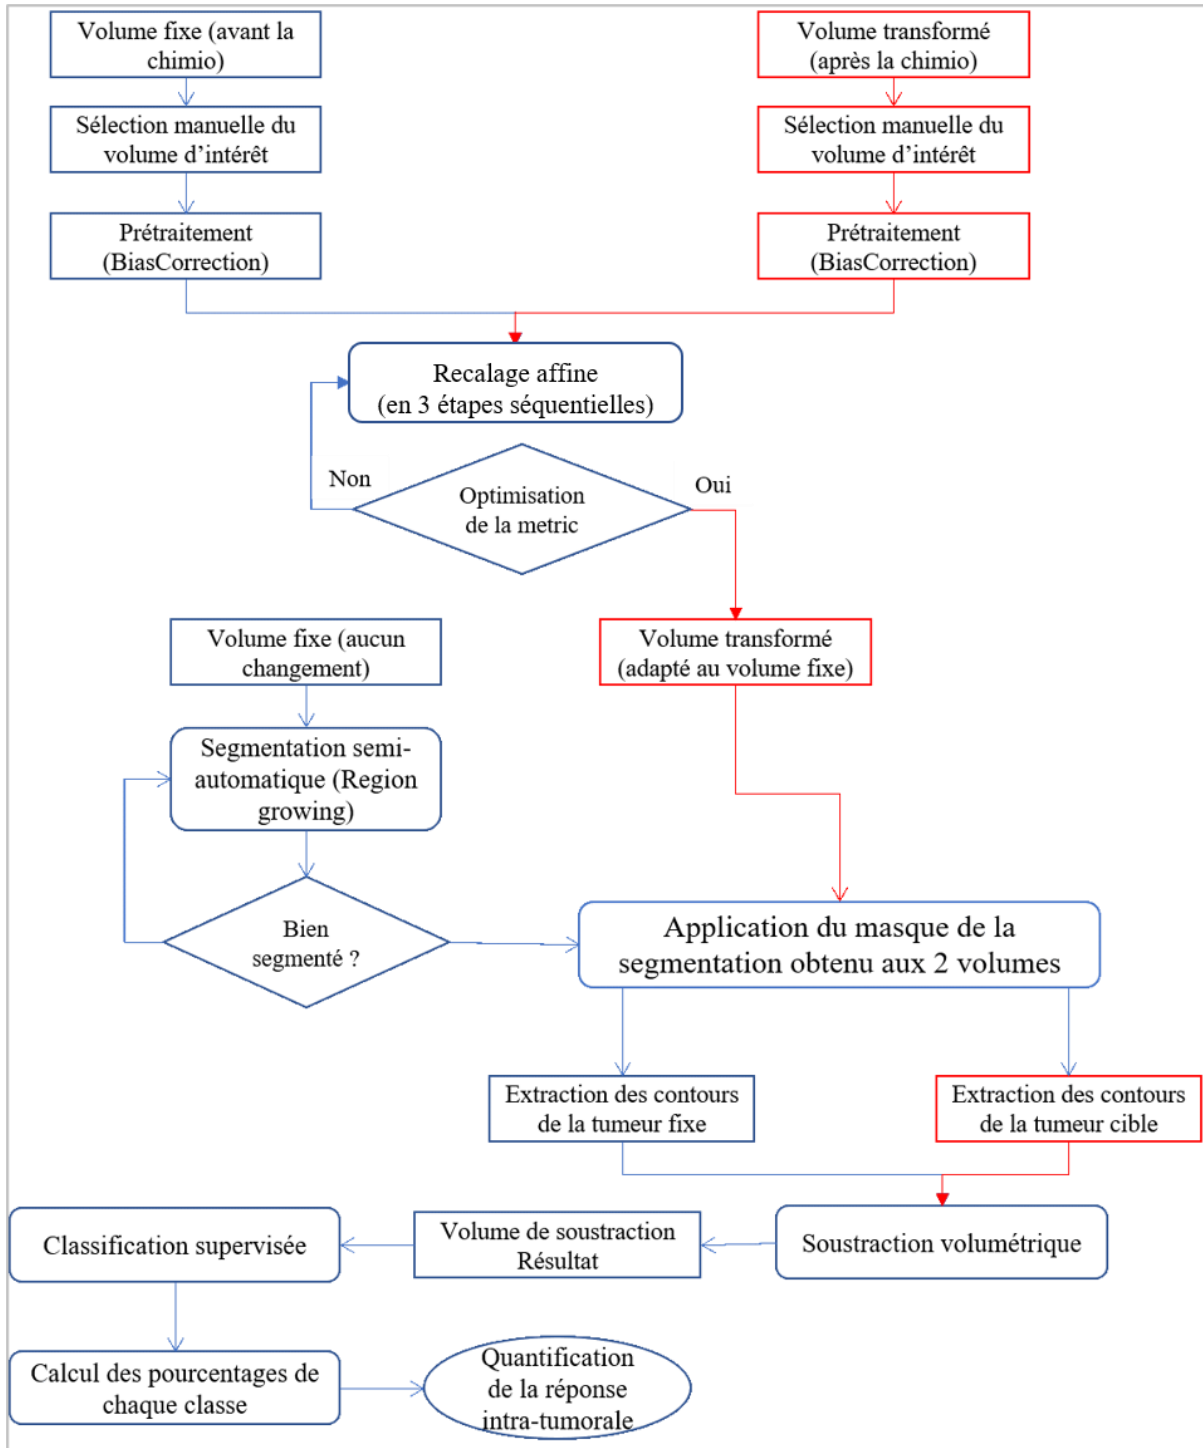 Volume fixe (avant la
chimio)
Volume transformé
(après la chimio)
Sélection manuelle du
volume d’intérêt
Sélection manuelle du
volume d’intérêt
Prétraitement
(BiasCorrection)
Prétraitement
(BiasCorrection)
Recalage affine
(en 3 étapes séquentielles)
Non
Optimisation
de la metric
Oui
Volume fixe (aucun
changement)
Volume transformé
(adapté au volume fixe)
Segmentation semi-
automatique (Region
growing)
Bien
segmenté ?
Application du masque de la
segmentation obtenu aux 2 volumes
Extraction des contours
de la tumeur fixe
Extraction des contours
de la tumeur cible
Classification supervisée
Volume de soustraction
Résultat
Soustraction volumétrique
Calcul des pourcentages de
chaque classe
Quantification
de la réponse
intra-tumorale